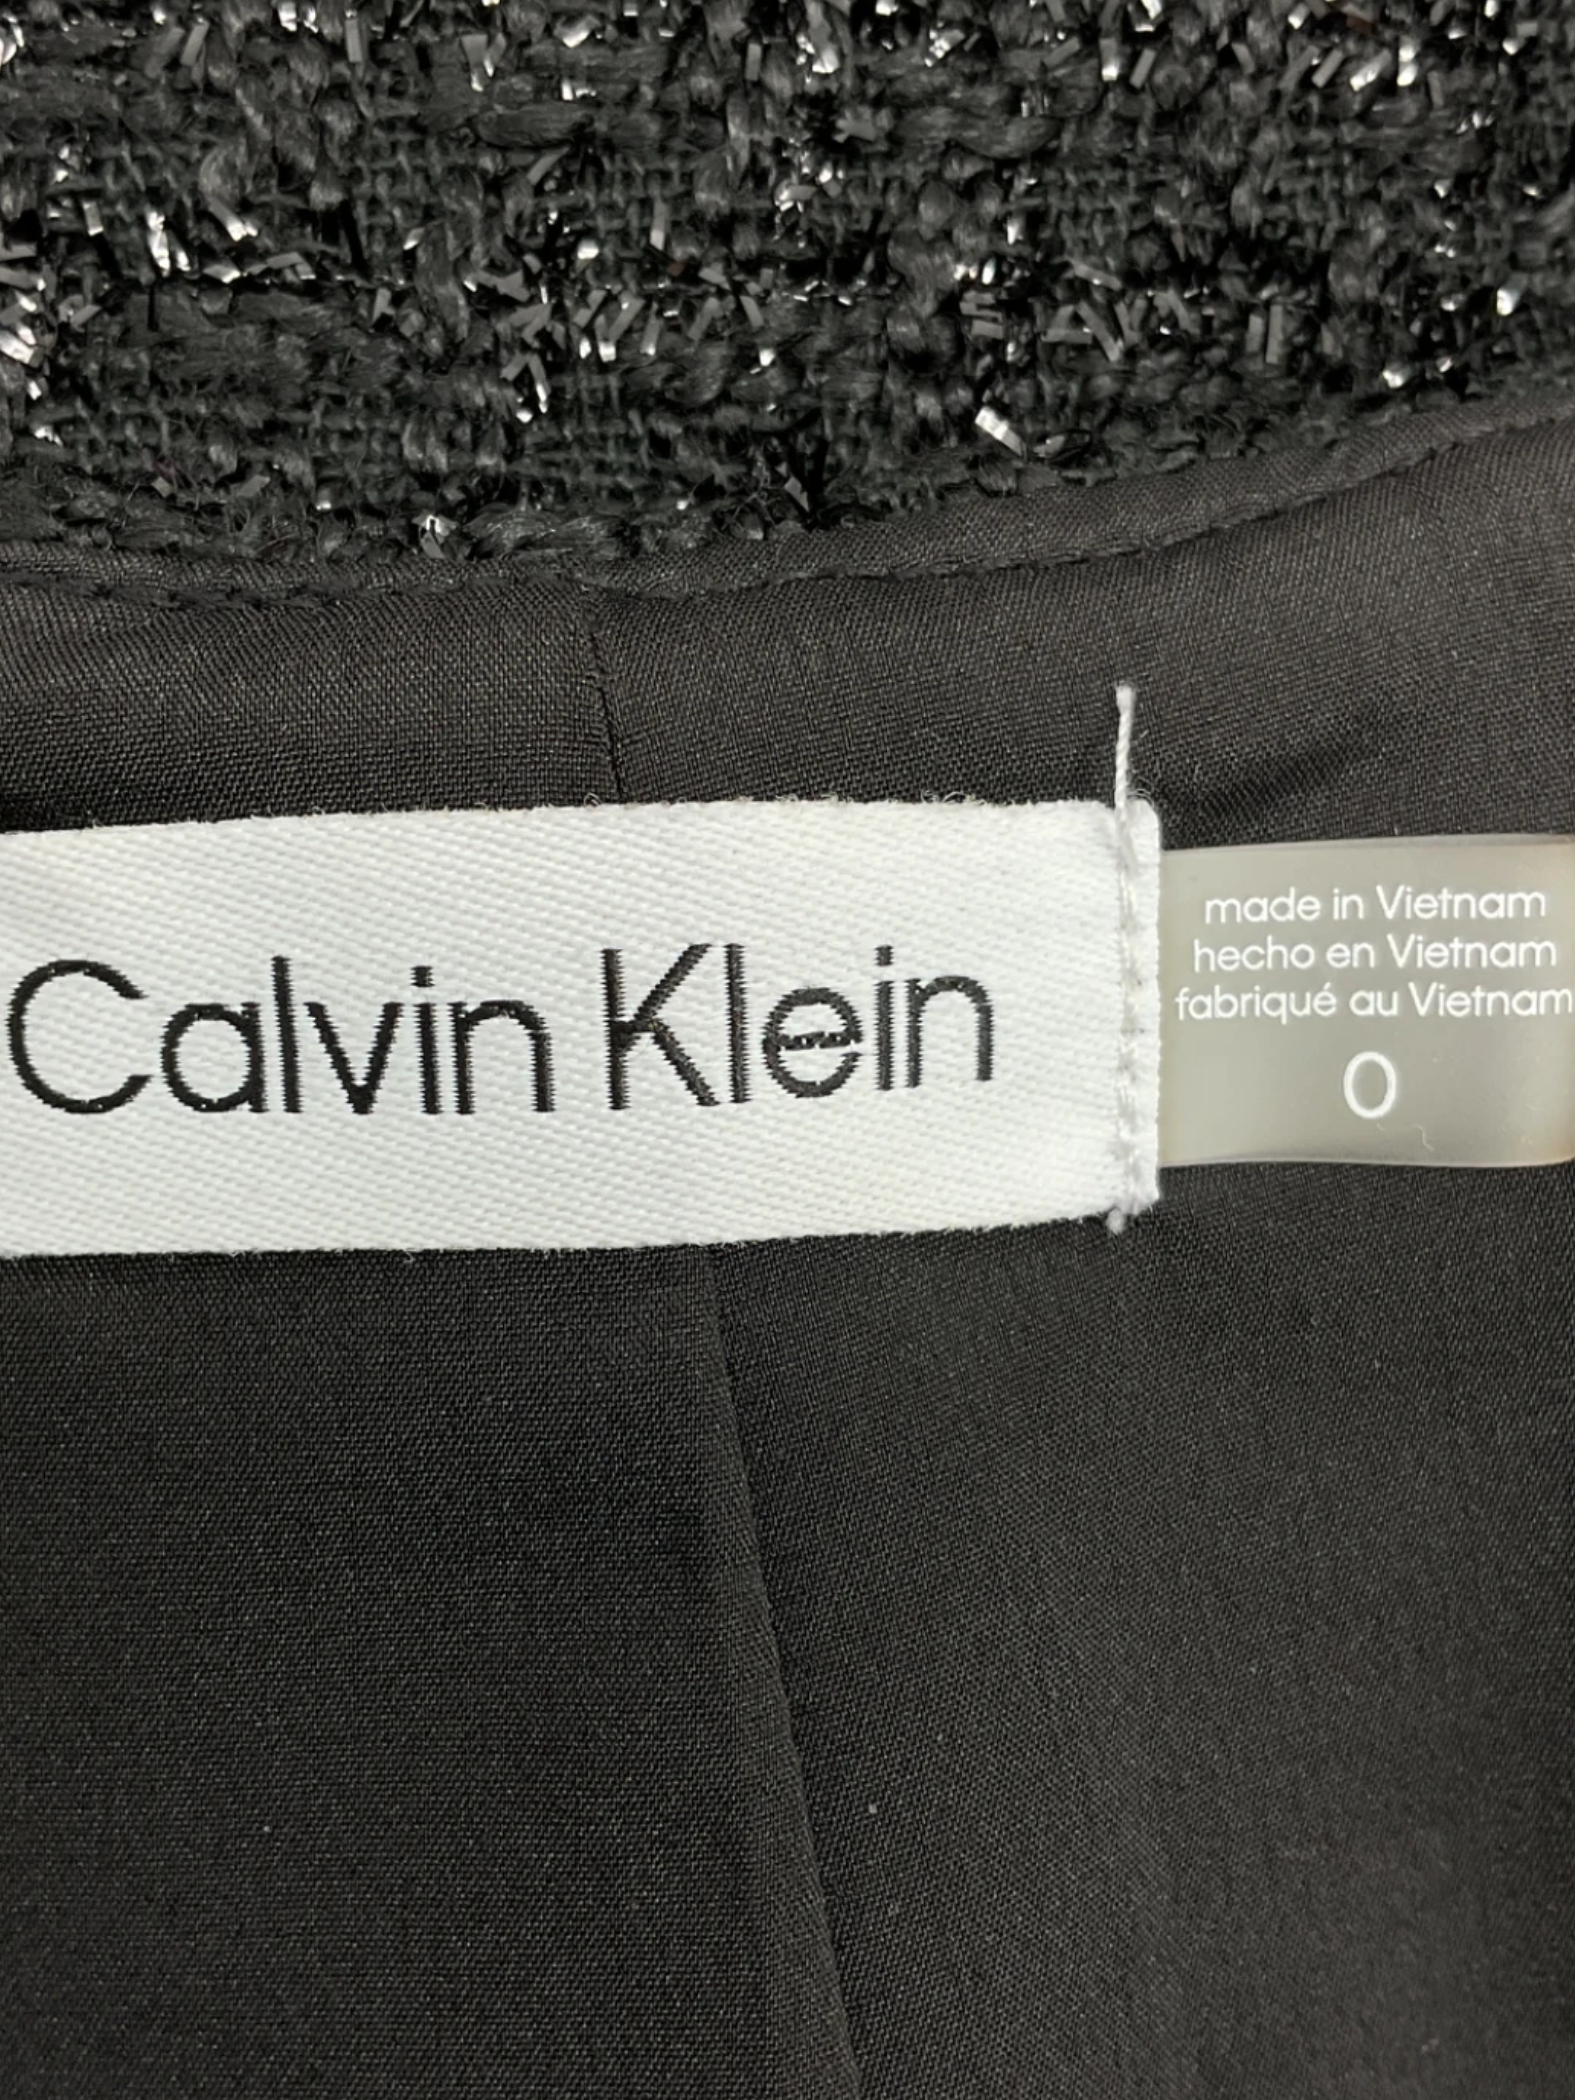 Calvin Klein
made in Vietnam
hecho en Vietnam
fabriqué au Vietnam
0